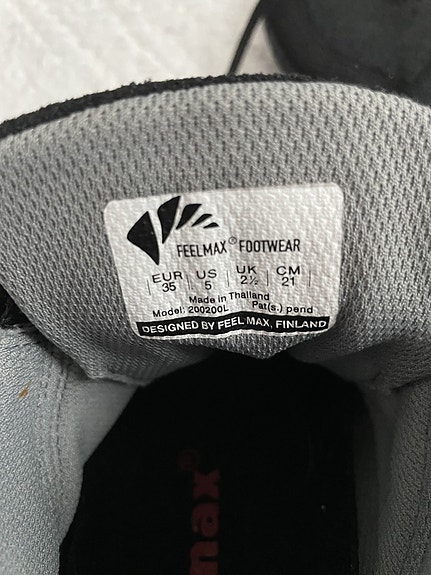 FEELMAX® FOOTWEAR
EUR US UK CM
35 5 2½ 21
Made in Thailand
Model: 200200L Pat(s.) pend
DESIGNED BY FEEL MAX, FINLAND
max®